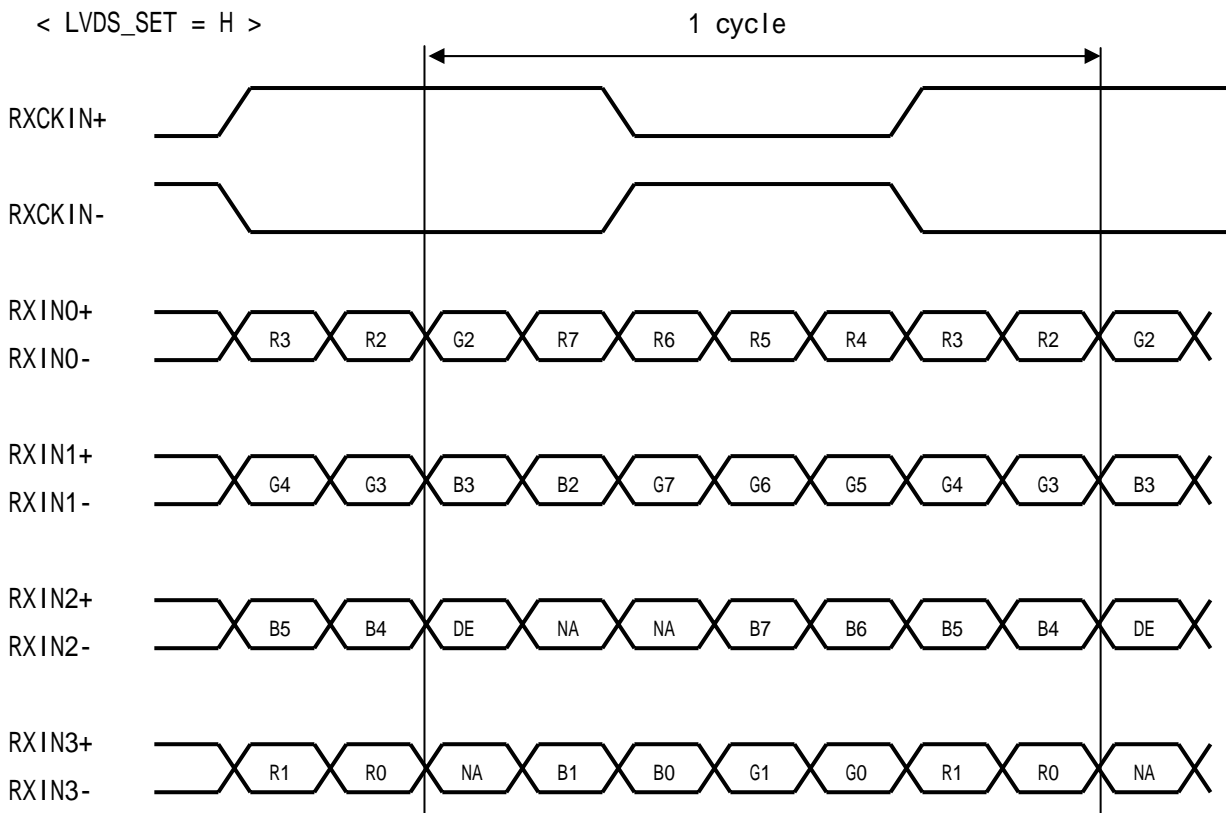 < LVDS_SET = H >
1 cycle
RXCKIN+
RXCKIN-
RXIN0+
R3 R2 G2 R7 R6 R5 R4 R3 R2 G2
RXIN0-
RXIN1+
G4 G3 B3 B2 G7 G6 G5 G4 G3 B3
RXIN1-
RXIN2+
B5 B4 DE NA NA B7 B6 B5 B4 DE
RXIN2-
RXIN3+
R1 R0 NA B1 B0 G1 G0 R1 R0 NA
RXIN3-